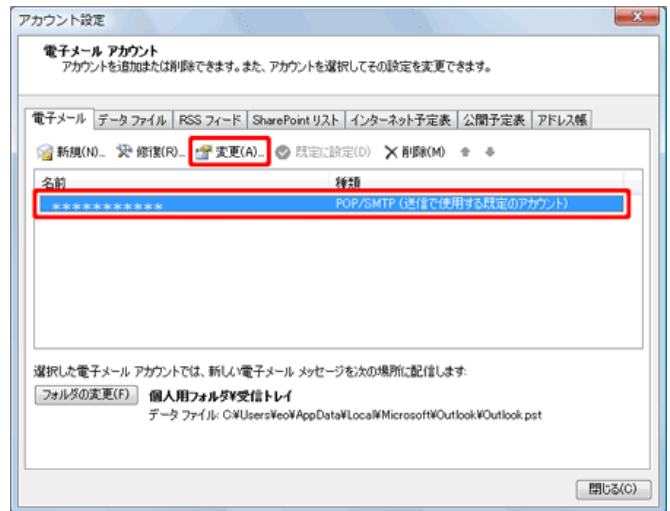 アカウント設定
電子メール アカウント
アカウントを追加または削除できます。また、アカウントを選択してその設定を変更できます。
電子メール データ ファイル RSS フィード SharePoint リスト インターネット予定表 公開予定表 アドレス帳
新規(N)... 修復(R)... 変更(A)... 既定に設定(D) 削除(M)
名前 種類
*********** POP/SMTP (送信で使用する既定のアカウント)
選択した電子メール アカウントでは、新しい電子メール メッセージを次の場所に配信します:
フォルダの変更(F) 個人用フォルダ¥受信トレイ
データ ファイル: C:¥Users¥eo¥AppData¥Local¥Microsoft¥Outlook¥Outlook.pst
閉じる(C)